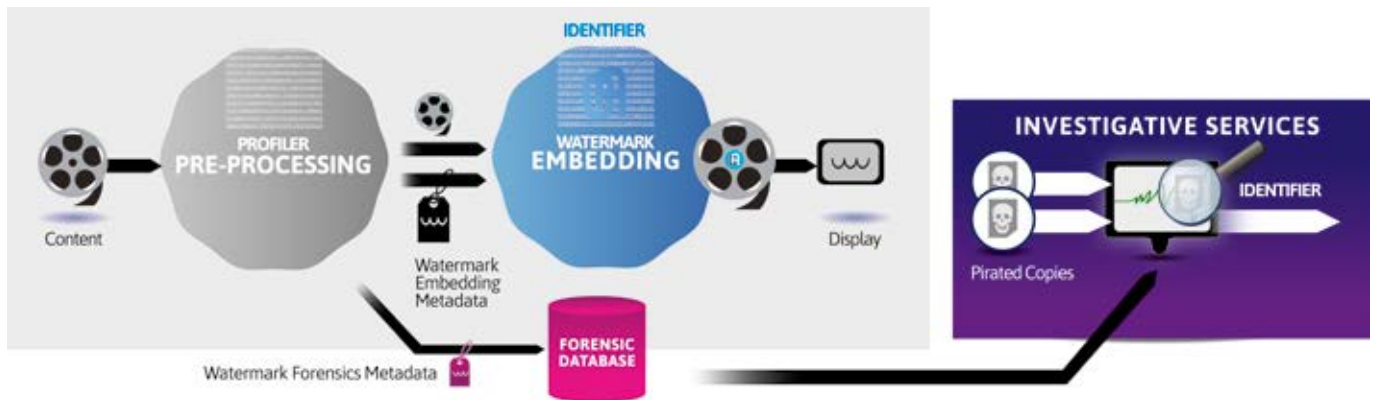 IDENTIFIER
PROFILER
PRE-PROCESSING
WATERMARK
EMBEDDING
A
Content
Watermark
Embedding
Metadata
Display
Watermark Forensics Metadata
FORENSIC
DATABASE
INVESTIGATIVE SERVICES
IDENTIFIER
Pirated Copies